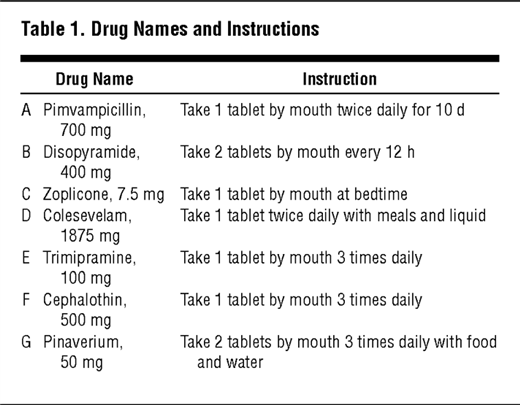 Table 1. Drug Names and Instructions
Drug Name Instruction
A Pimvampicillin, Take 1 tablet by mouth twice daily for 10 d
700 mg
B Disopyramide, Take 2 tablets by mouth every 12 h
400 mg
C Zoplicone, 7.5 mg Take 1 tablet by mouth at bedtime
D Colesevelam, Take 1 tablet twice daily with meals and liquid
1875 mg
E Trimipramine, Take 1 tablet by mouth 3 times daily
100 mg
F Cephalothin, Take 1 tablet by mouth 3 times daily
500 mg
G Pinaverium, Take 2 tablets by mouth 3 times daily with food
50 mg and water